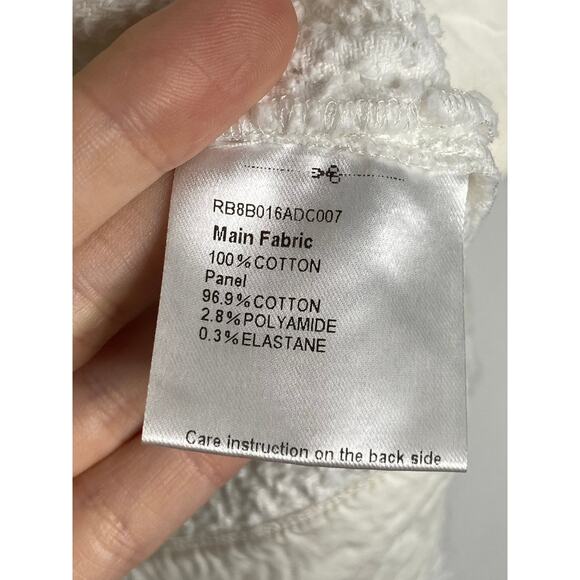 RB8B016ADC007
Main Fabric
100%COTTON
Panel
96.9%COTTON
2.8%POLYAMIDE
0.3%ELASTANE
Care instruction on the back side